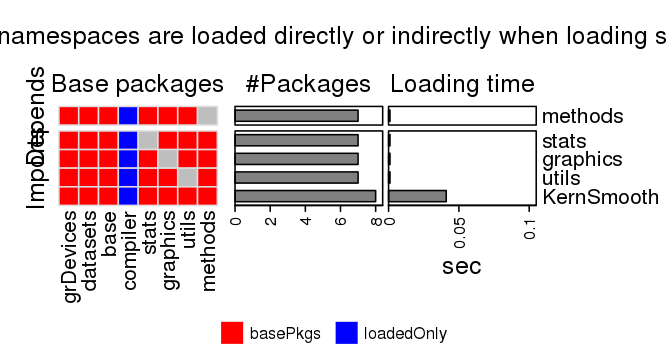 namespaces are loaded directly or indirectly when loading s
Base packages
#Packages
Loading time
Depends
Imports
methods
stats
graphics
utils
KernSmooth
grDevices
datasets
base
compiler
stats
graphics
utils
methods
0
2
4
6
8
0
0.05
0.1
sec
basePkgs
loadedOnly